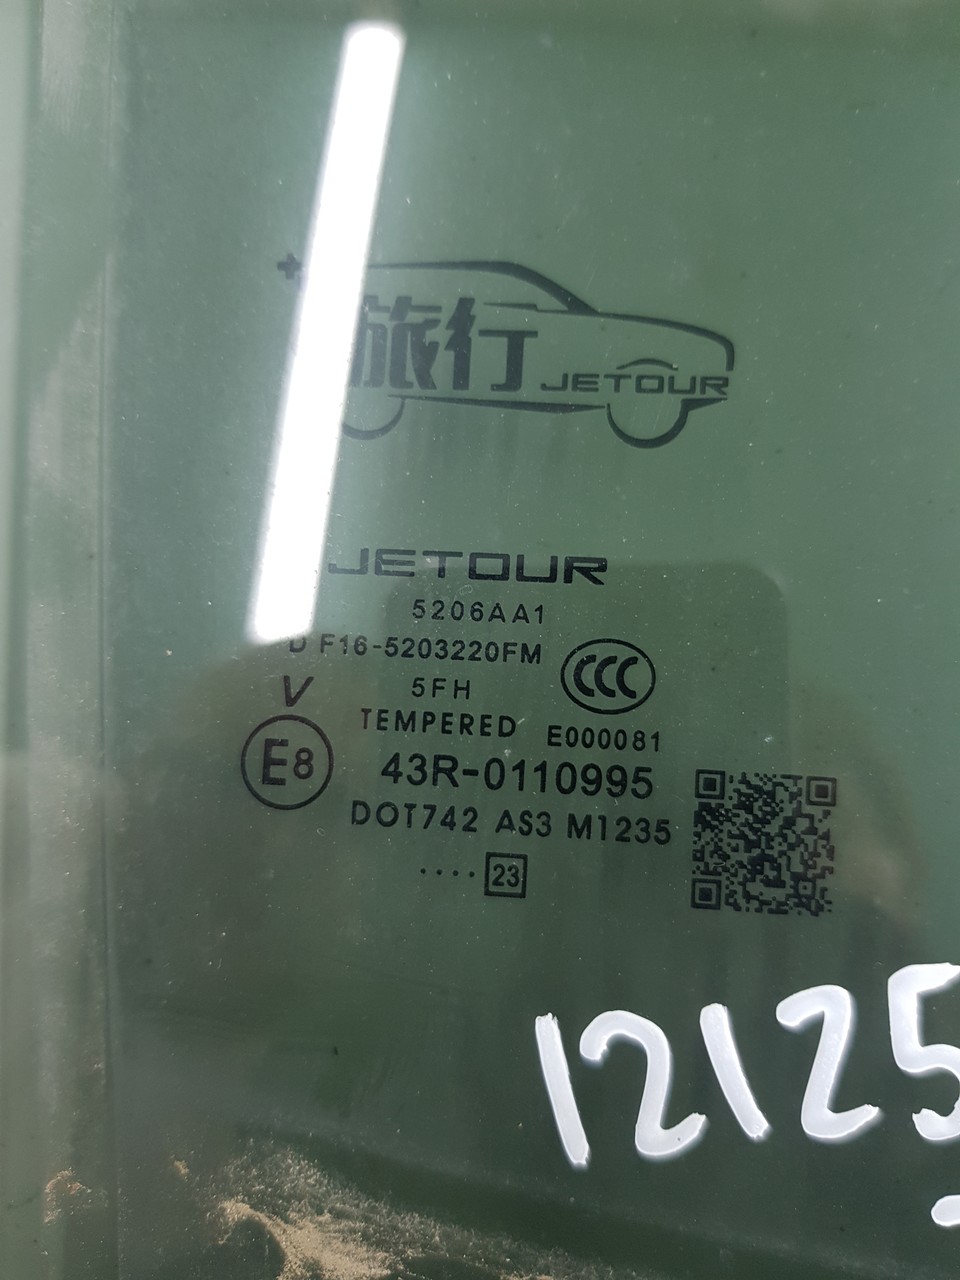 旅行 JETOUR
JETOUR
5206AA1
D F16-5203220FM
CCC
5FH
V
TEMPERED E000081
E8
43R-0110995
DOT742 AS3 M1235
.... 23
12125